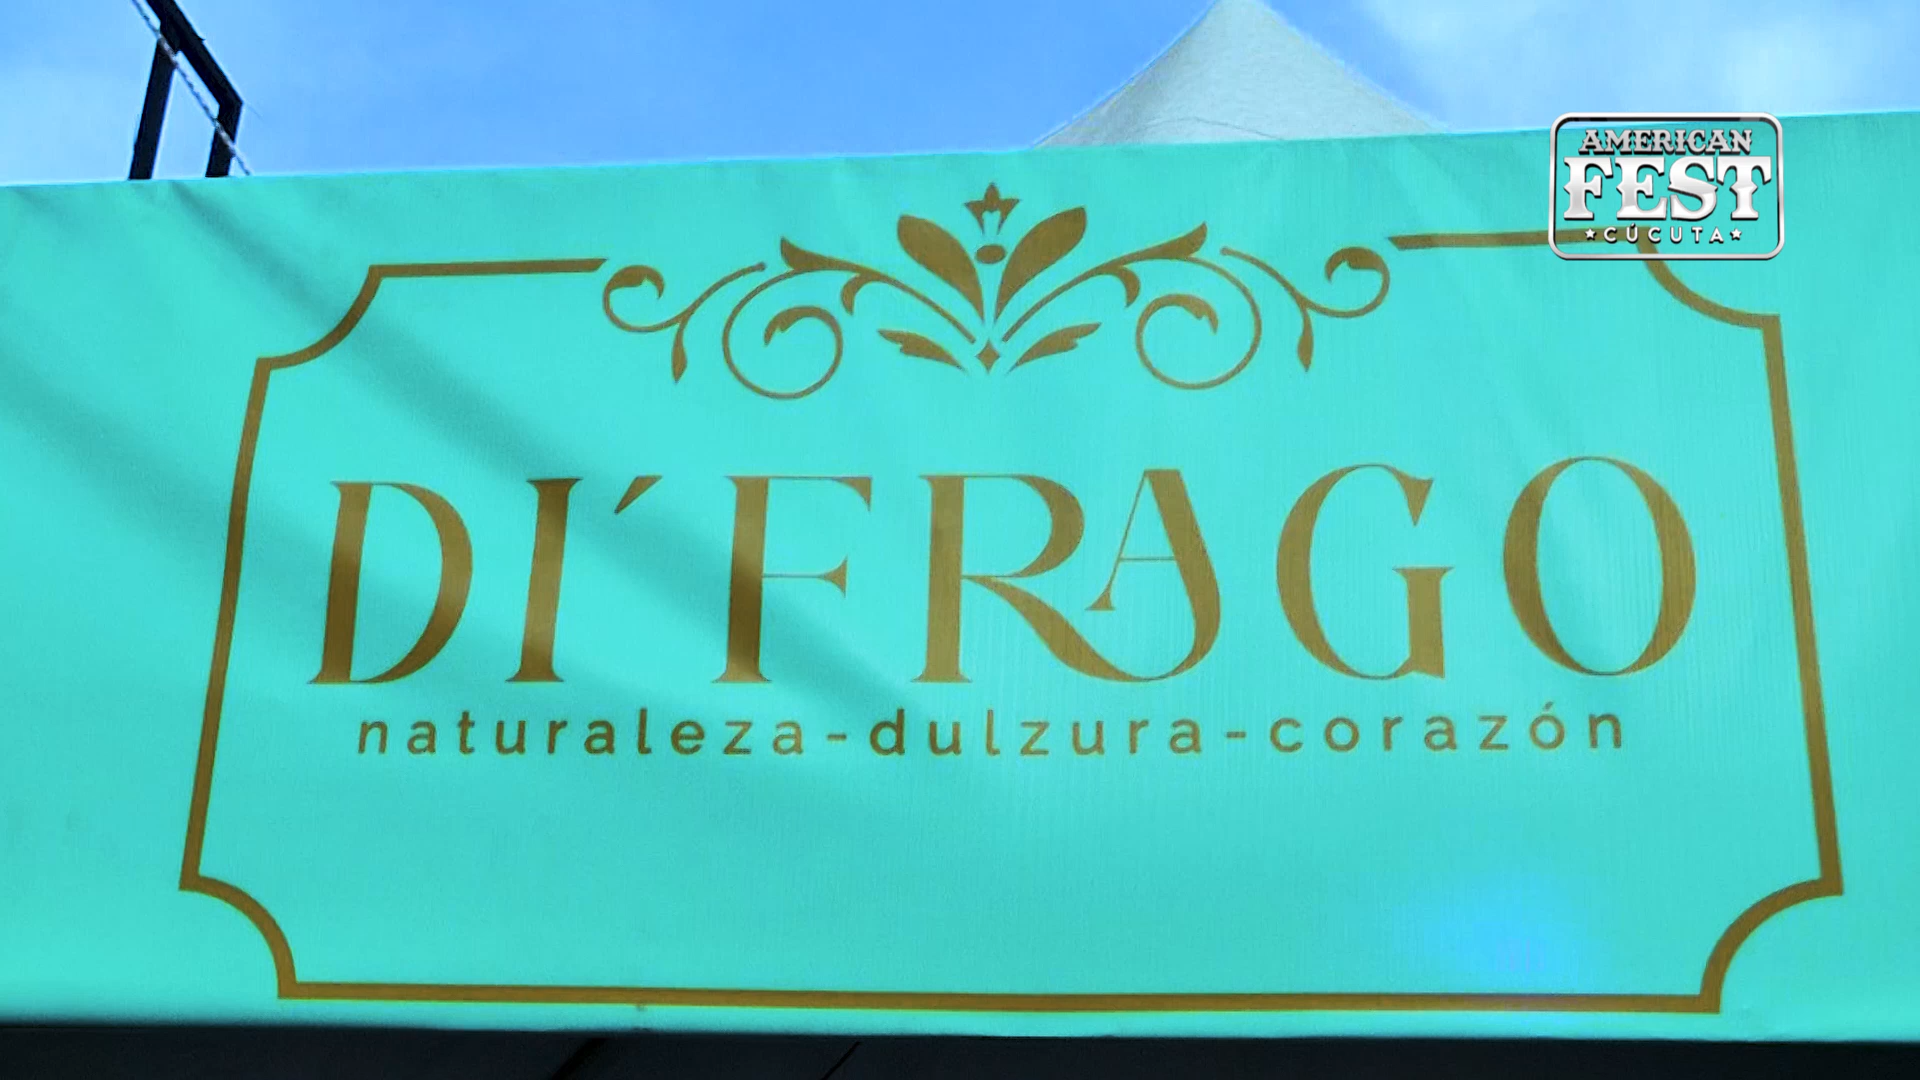 AMERICAN
FEST
★CÚCUTA★
DI´FRAGO
naturaleza-dulzura-corazón